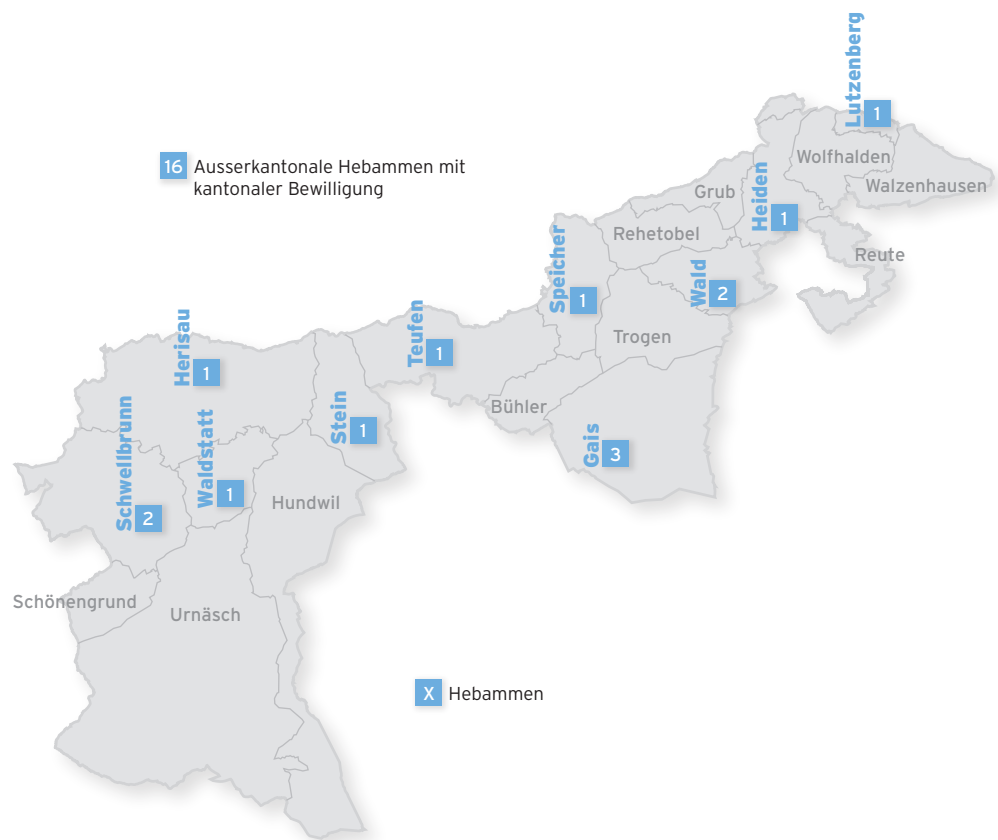 Lutzenberg
1
16 Ausserkantonale Hebammen mit
kantonaler Bewilligung
Wolfhalden
Walzenhausen
Grub
Heiden
1
Rehetobel
Reute
Speicher
1
Wald
2
Trogen
Teufen
1
Herisau
1
Bühler
Stein
1
Gais
3
Schwellbrunn
2
Waldstatt
1
Hundwil
Schönengrund
Urnäsch
X Hebammen